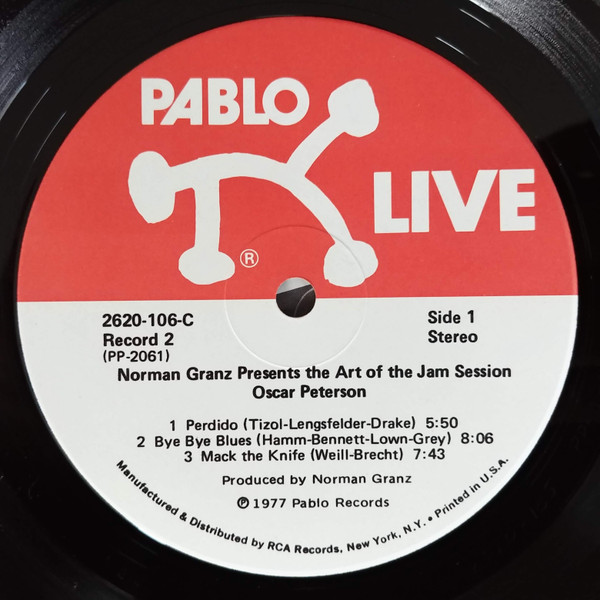 PABLO
LIVE
®
2620-106-C
Record 2
(PP-2061)
Side 1
Stereo
Norman Granz Presents the Art of the Jam Session
Oscar Peterson
1 Perdido (Tizol-Lengsfelder-Drake) 5:50
2 Bye Bye Blues (Hamm-Bennett-Lown-Grey) 8:06
3 Mack the Knife (Weill-Brecht) 7:43
Produced by Norman Granz
℗ 1977 Pablo Records
Manufactured & Distributed by RCA Records, New York, N.Y. • Printed in U.S.A.